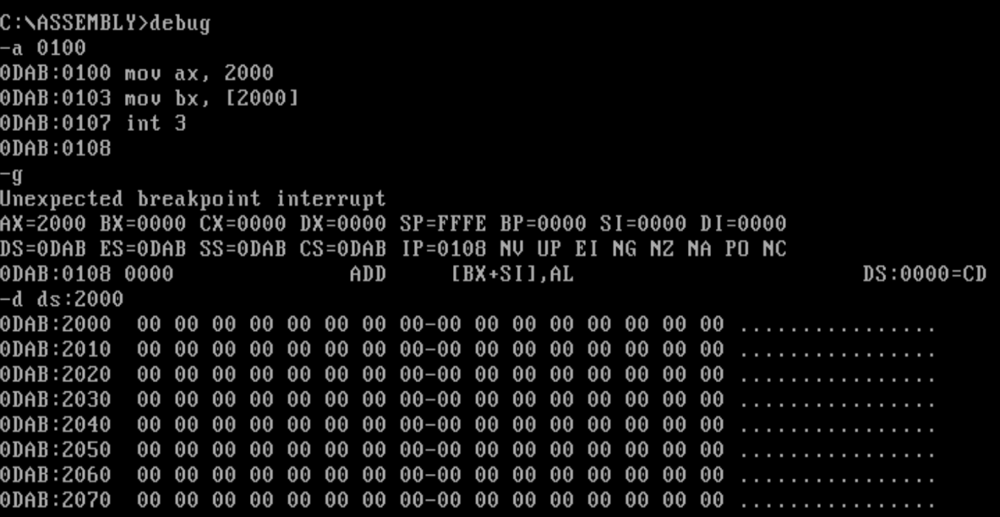 C:\ASSEMBLY>debug
-a 0100
0DAB:0100 mov ax, 2000
0DAB:0103 mov bx, [2000]
0DAB:0107 int 3
0DAB:0108
-g
Unexpected breakpoint interrupt
AX=2000 BX=0000 CX=0000 DX=0000 SP=FFFE BP=0000 SI=0000 DI=0000
DS=0DAB ES=0DAB SS=0DAB CS=0DAB IP=0108 NV UP EI NG NZ NA PO NC
0DAB:0108 0000 ADD [BX+SI],AL DS:0000=CD
-d ds:2000
0DAB:2000 00 00 00 00 00 00 00 00-00 00 00 00 00 00 00 00 ................
0DAB:2010 00 00 00 00 00 00 00 00-00 00 00 00 00 00 00 00 ................
0DAB:2020 00 00 00 00 00 00 00 00-00 00 00 00 00 00 00 00 ................
0DAB:2030 00 00 00 00 00 00 00 00-00 00 00 00 00 00 00 00 ................
0DAB:2040 00 00 00 00 00 00 00 00-00 00 00 00 00 00 00 00 ................
0DAB:2050 00 00 00 00 00 00 00 00-00 00 00 00 00 00 00 00 ................
0DAB:2060 00 00 00 00 00 00 00 00-00 00 00 00 00 00 00 00 ................
0DAB:2070 00 00 00 00 00 00 00 00-00 00 00 00 00 00 00 00 ................